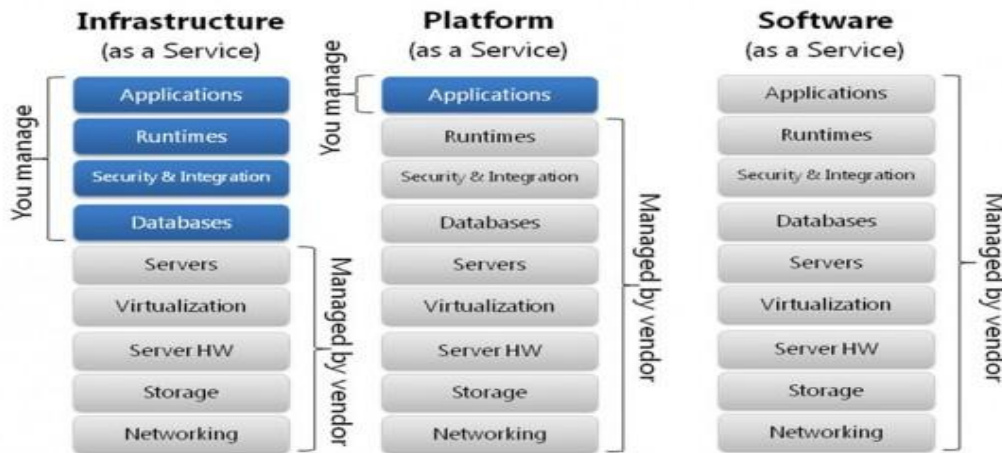 Infrastructure
(as a Service)
You manage
Applications
Runtimes
Security & Integration
Databases
Servers
Virtualization
Server HW
Storage
Networking
Managed by vendor
Platform
(as a Service)
You manage
Applications
Runtimes
Security & Integration
Databases
Servers
Virtualization
Server HW
Storage
Networking
Managed by vendor
Software
(as a Service)
Applications
Runtimes
Security & Integration
Databases
Servers
Virtualization
Server HW
Storage
Networking
Managed by vendor